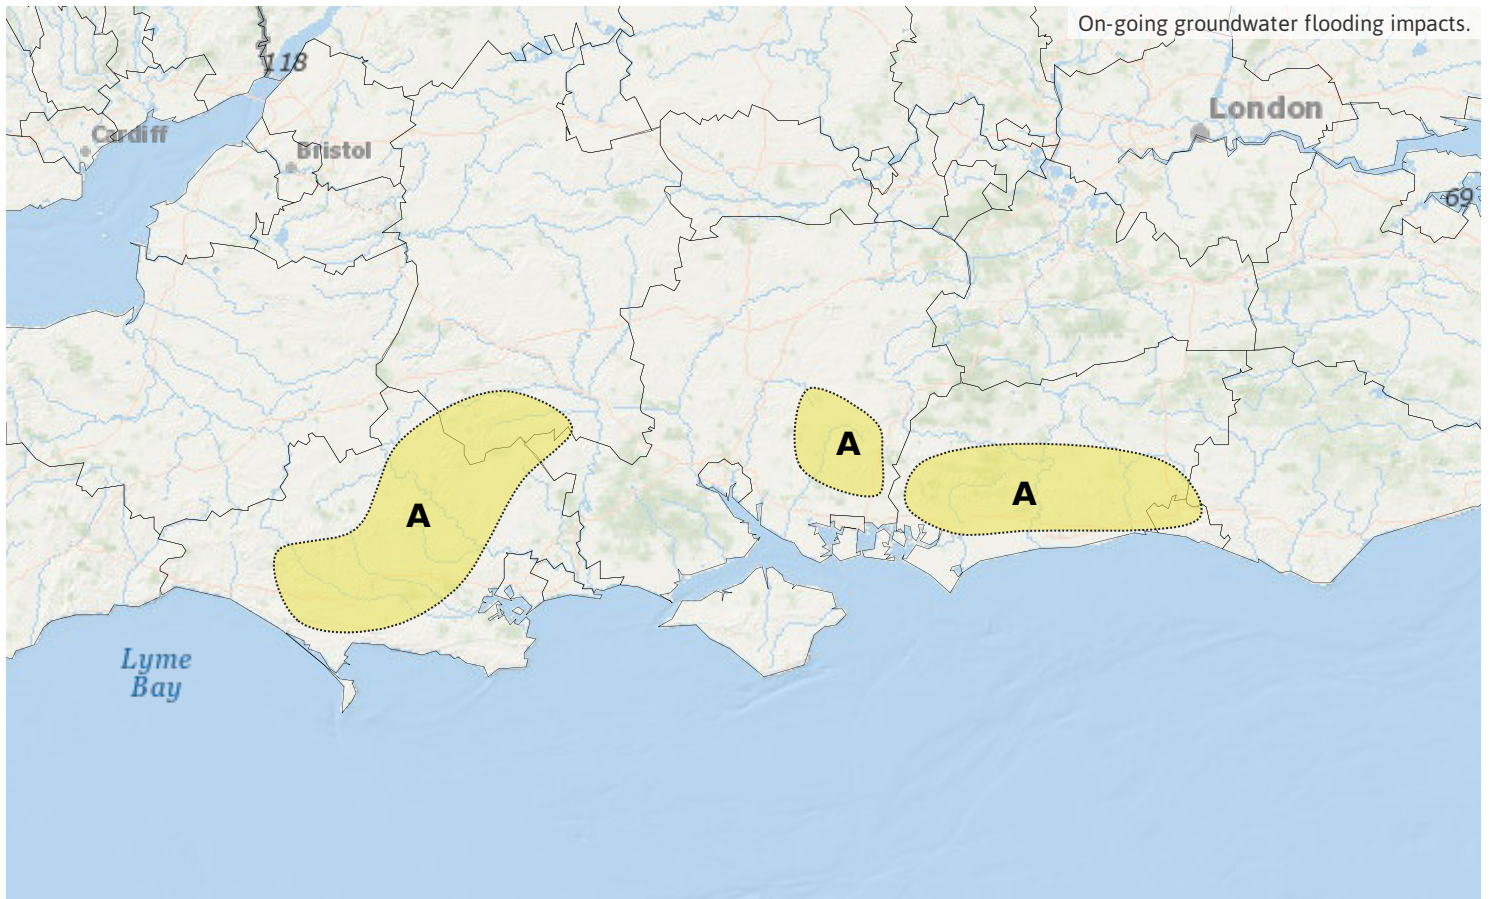 On-going groundwater flooding impacts.
118
London
Cardiff
Bristol
69
A
A
A
Lyme
Bay